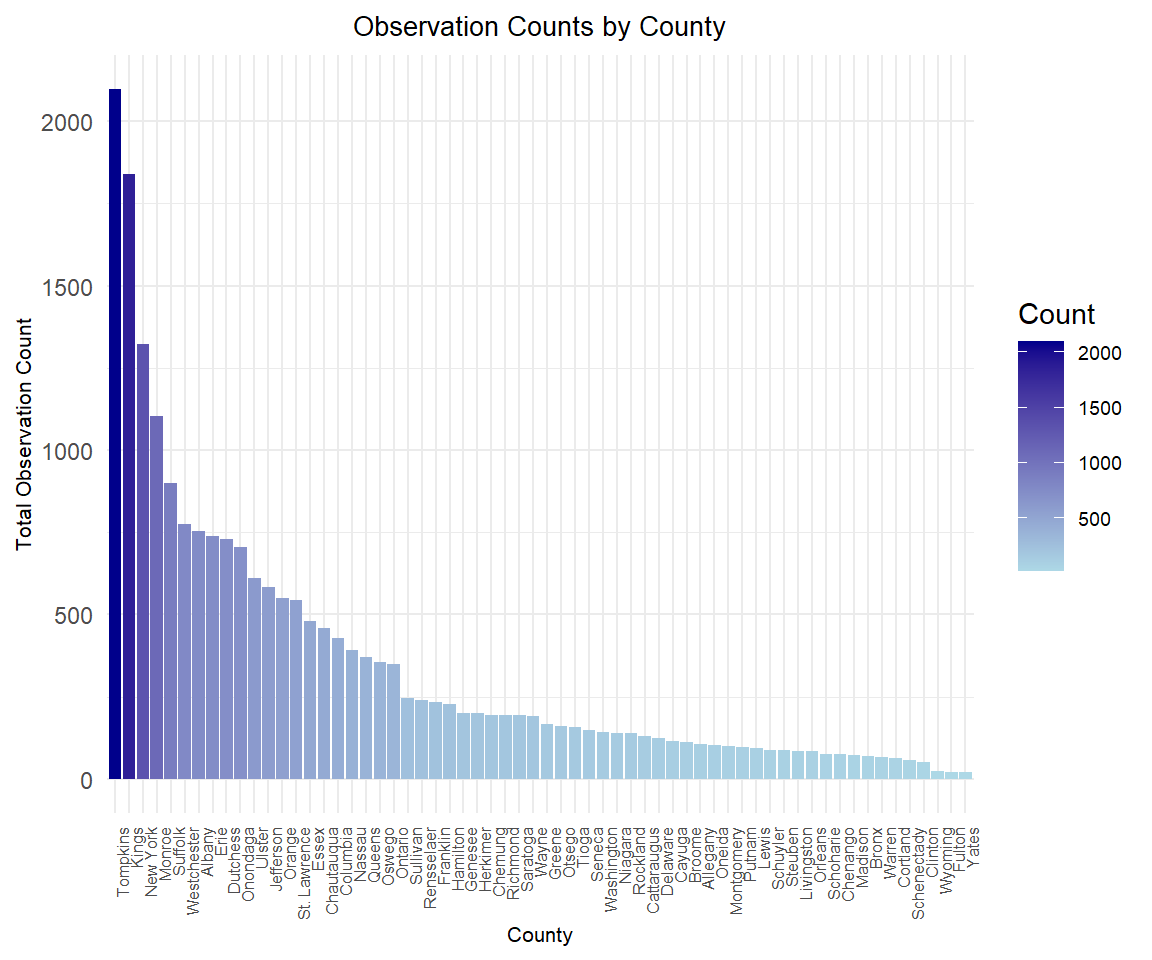 Observation Counts by County
Total Observation Count
2000
1500
1000
500
0
Tompkins
Kings
New York
Monroe
Suffolk
Westchester
Albany
Erie
Dutchess
Onondaga
Ulster
Jefferson
Orange
St. Lawrence
Essex
Chautauqua
Columbia
Nassau
Queens
Oswego
Ontario
Sullivan
Rensselaer
Franklin
Hamilton
Genesee
Herkimer
Chemung
Richmond
Saratoga
Wayne
Greene
Otsego
Tioga
Seneca
Washington
Niagara
Rockland
Cattaraugus
Delaware
Cayuga
Broome
Allegany
Oneida
Montgomery
Putnam
Lewis
Schuyler
Steuben
Livingston
Orleans
Schoharie
Chenango
Madison
Bronx
Warren
Cortland
Schenectady
Clinton
Wyoming
Fulton
Yates
County
Count
2000
1500
1000
500